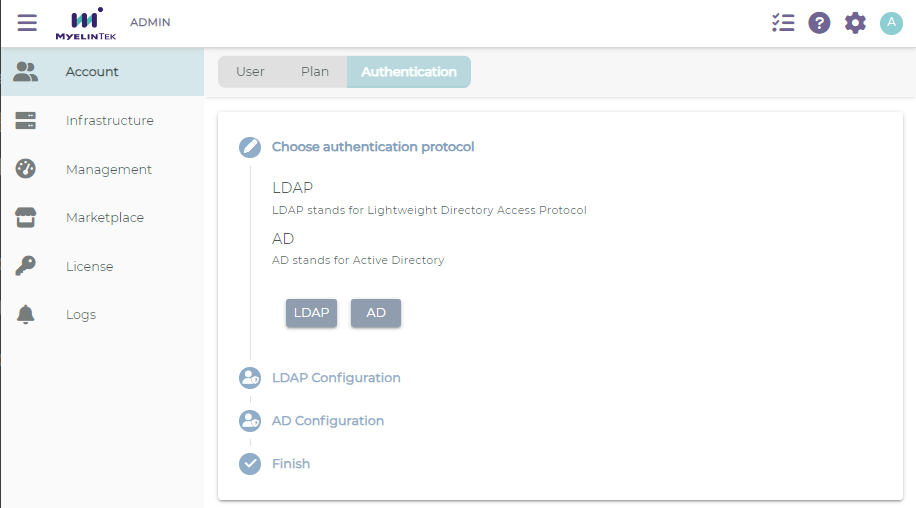 MYELINTEK
ADMIN
?
A
Account
User
Plan
Authentication
Infrastructure
Management
Marketplace
License
Logs
Choose authentication protocol
LDAP
LDAP stands for Lightweight Directory Access Protocol
AD
AD stands for Active Directory
LDAP
AD
LDAP Configuration
AD Configuration
Finish